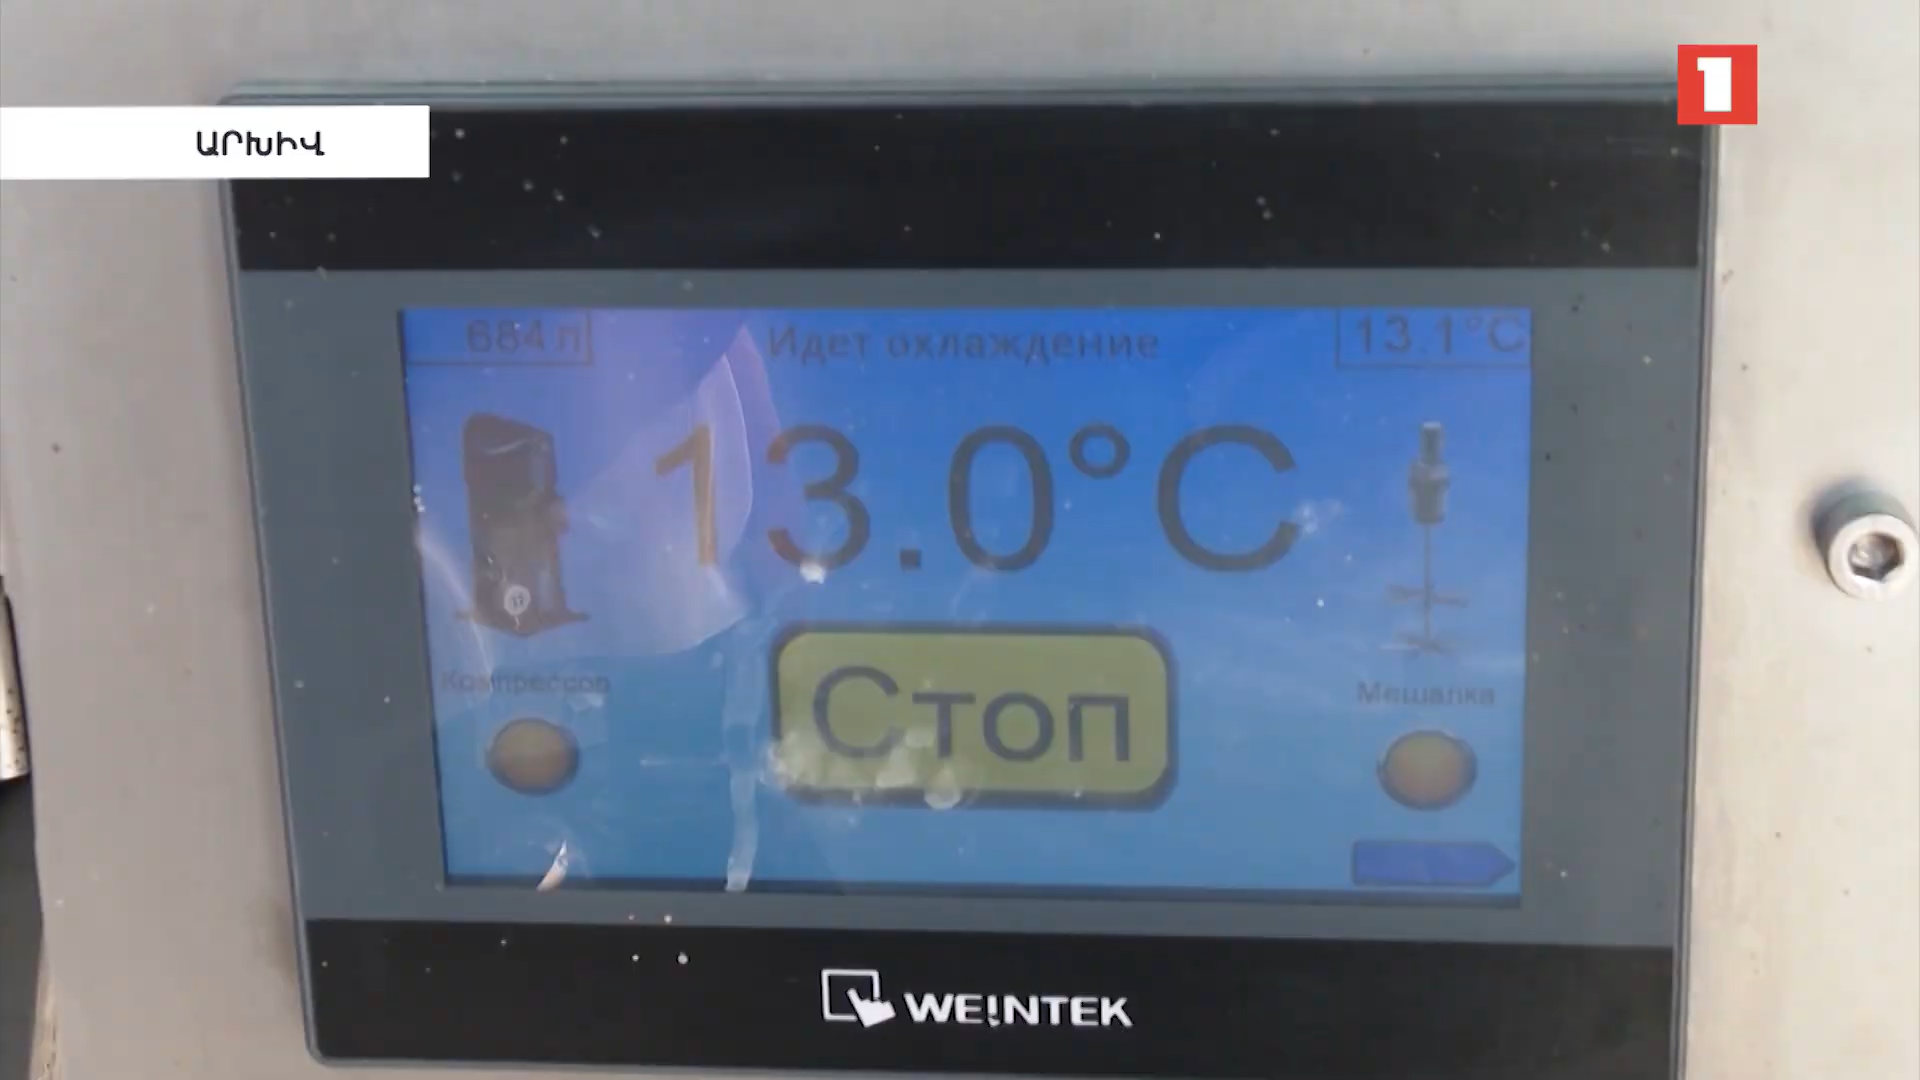 1
ԱՐԽԻՎ
684 л
Идет охлаждение
13.1°C
13.0°C
Компрессор
Мешалка
Стоп
WEINTEK